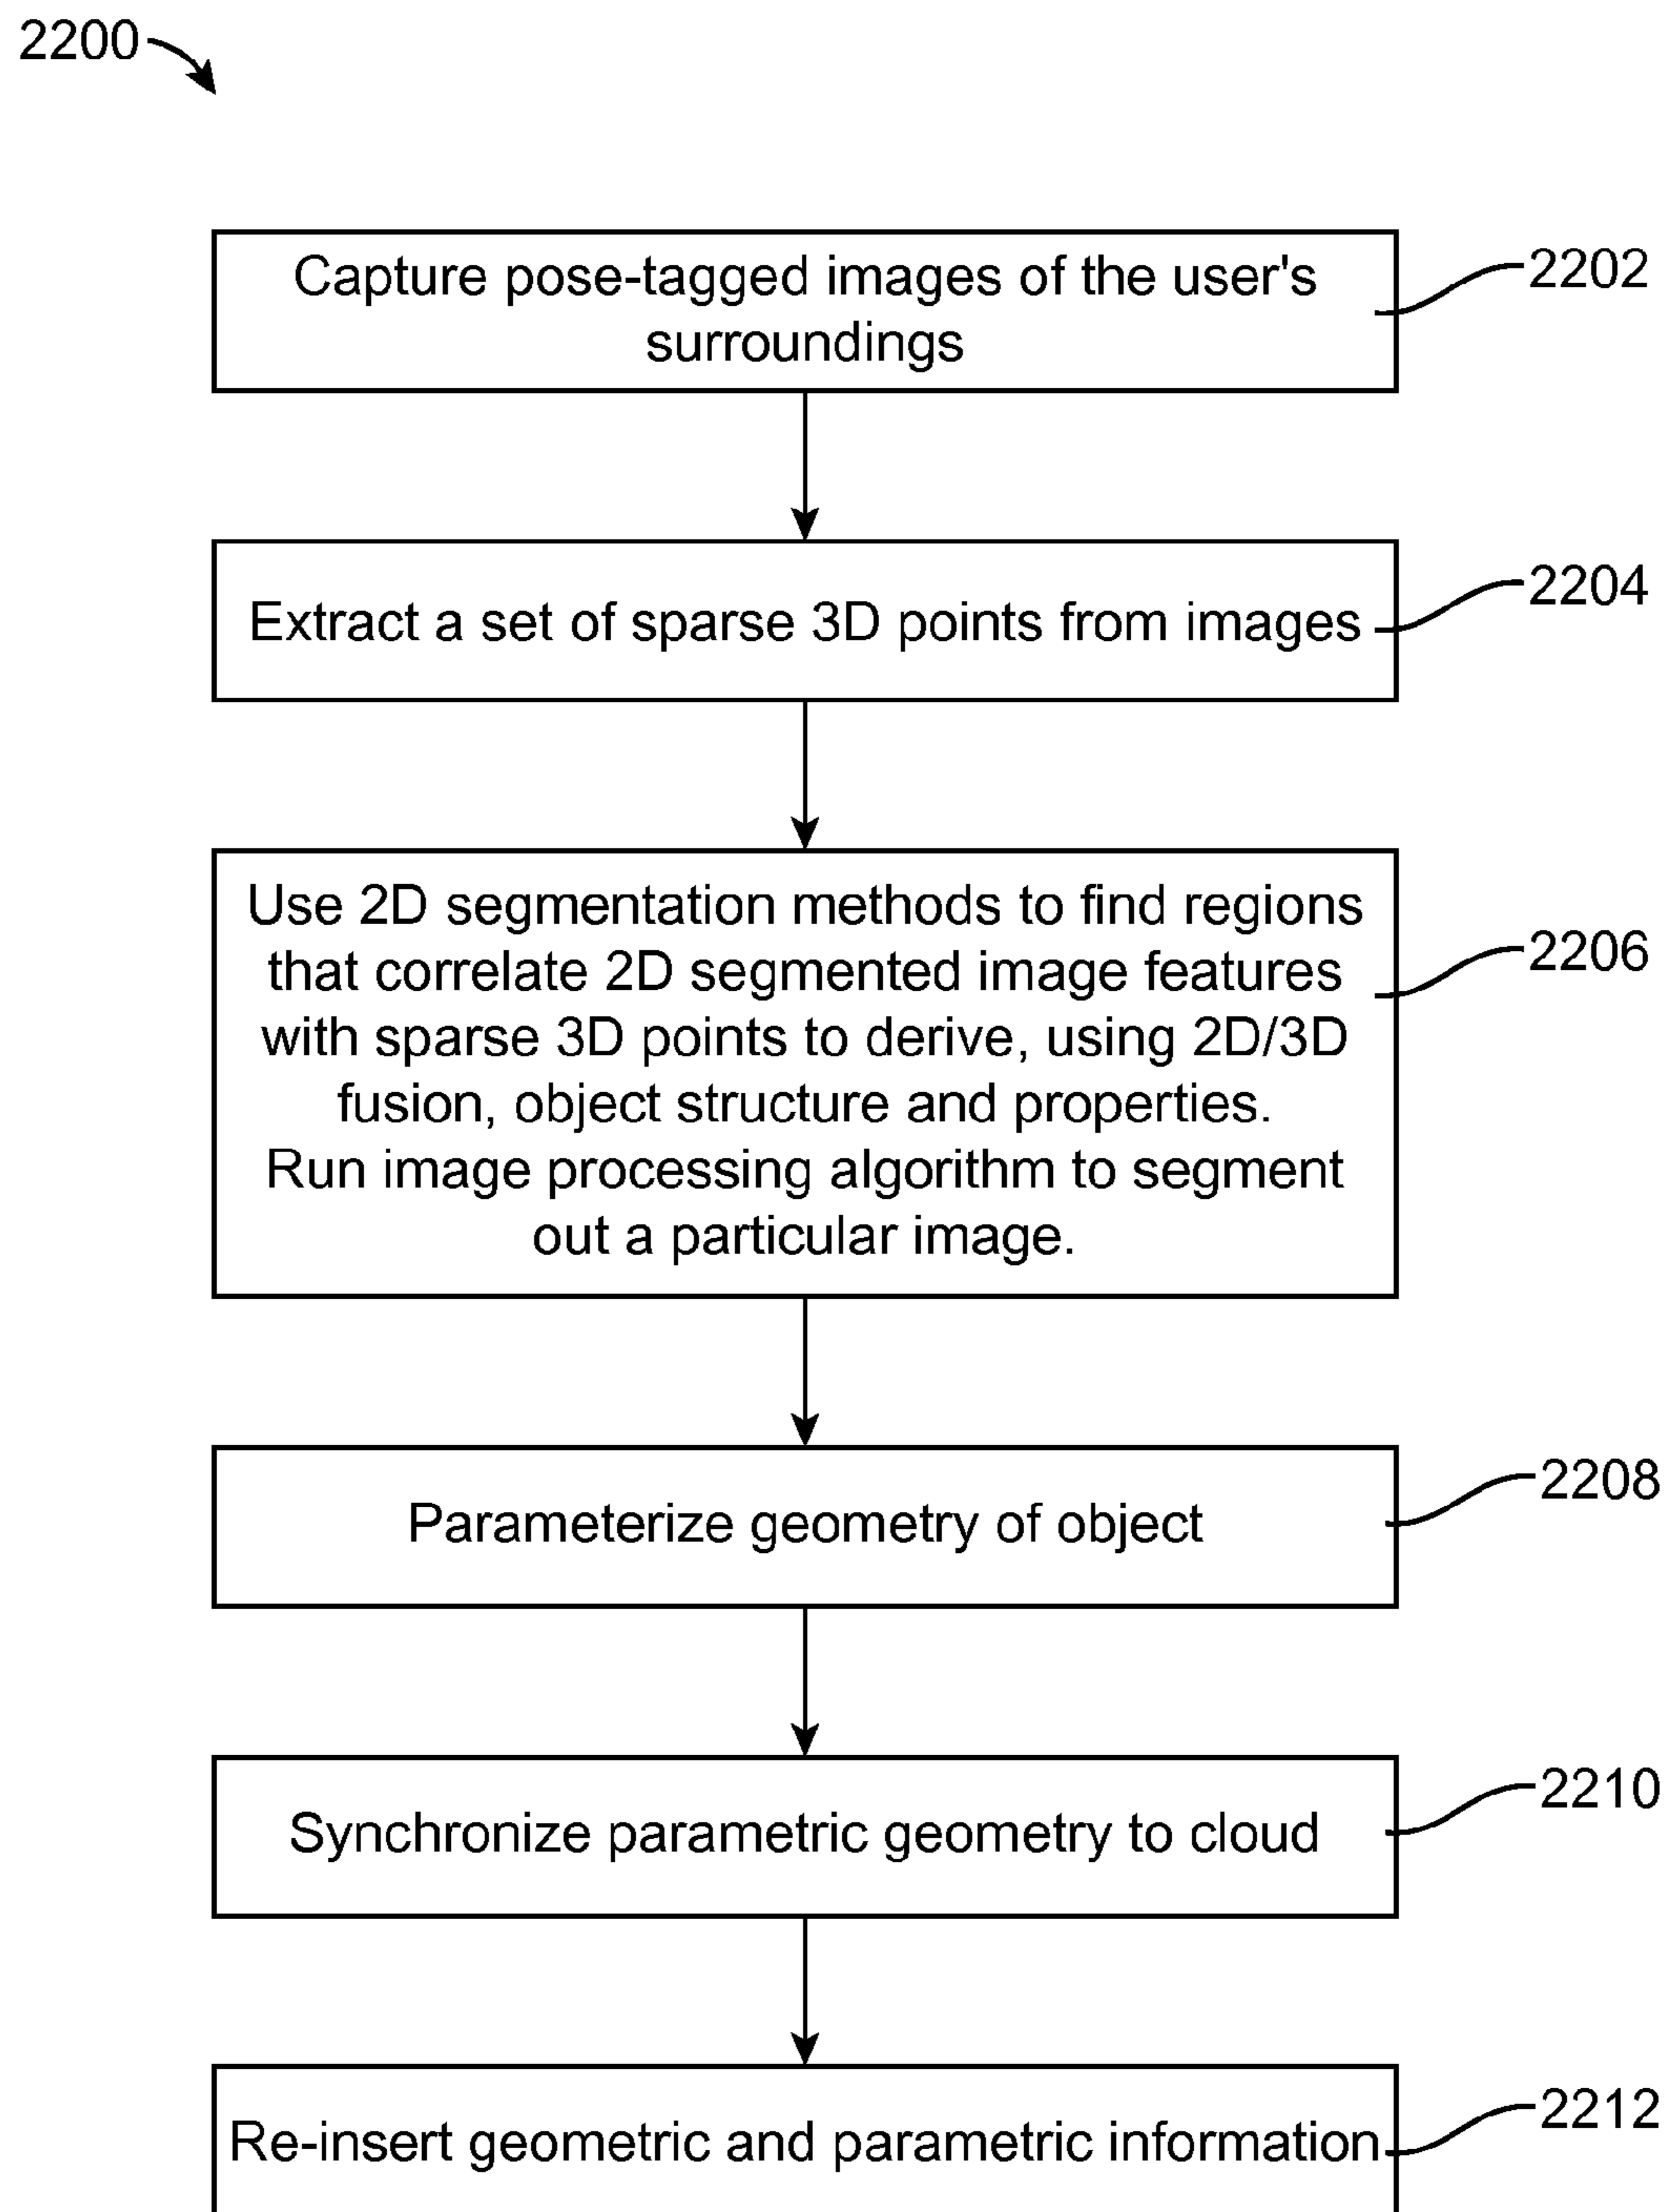 2200
Capture pose-tagged images of the user's
surroundings
2202
Extract a set of sparse 3D points from images
2204
Use 2D segmentation methods to find regions
that correlate 2D segmented image features
with sparse 3D points to derive, using 2D/3D
fusion, object structure and properties.
Run image processing algorithm to segment
out a particular image.
2206
Parameterize geometry of object
2208
Synchronize parametric geometry to cloud
2210
Re-insert geometric and parametric information
2212